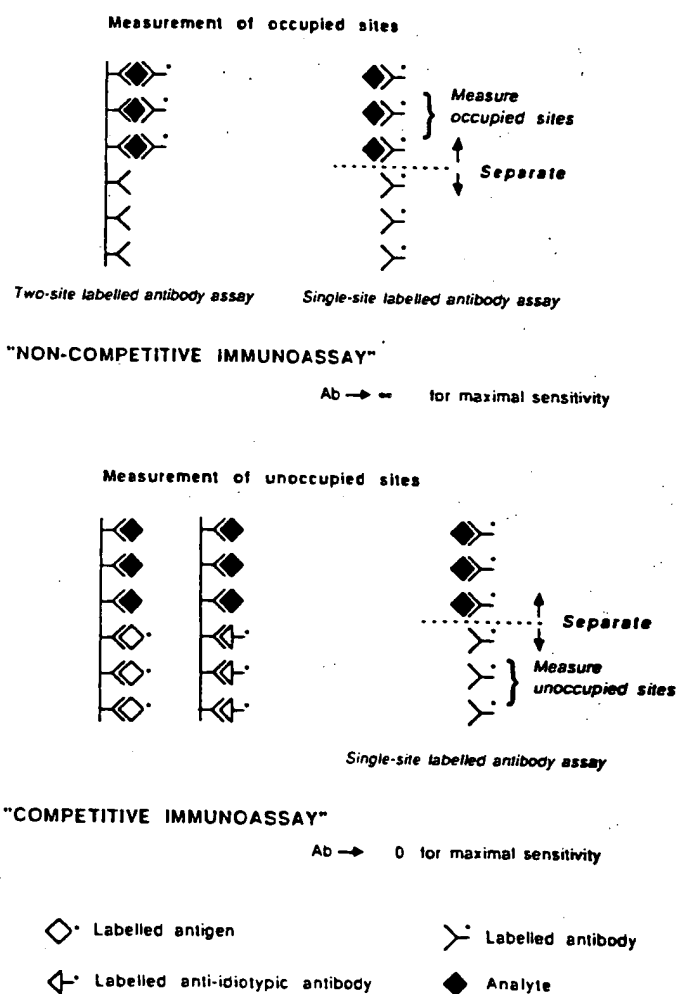 Measurement of occupied sites
Measure
occupied sites
Separate
Two-site labelled antibody assay
Single-site labelled antibody assay
"NON-COMPETITIVE IMMUNOASSAY"
Ab → ∞ for maximal sensitivity
Measurement of unoccupied sites
Separate
Measure
unoccupied sites
Single-site labelled antibody assay
"COMPETITIVE IMMUNOASSAY"
Ab → 0 for maximal sensitivity
Labelled antigen
Labelled antibody
Labelled anti-idiotypic antibody
Analyte